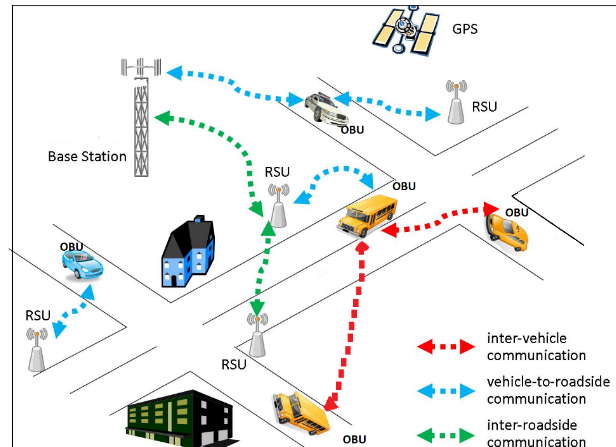 GPS
RSU
OBU
Base Station
RSU
OBU
OBU
OBU
RSU
RSU
OBU
inter-vehicle
communication
vehicle-to-roadside
communication
inter-roadside
communication